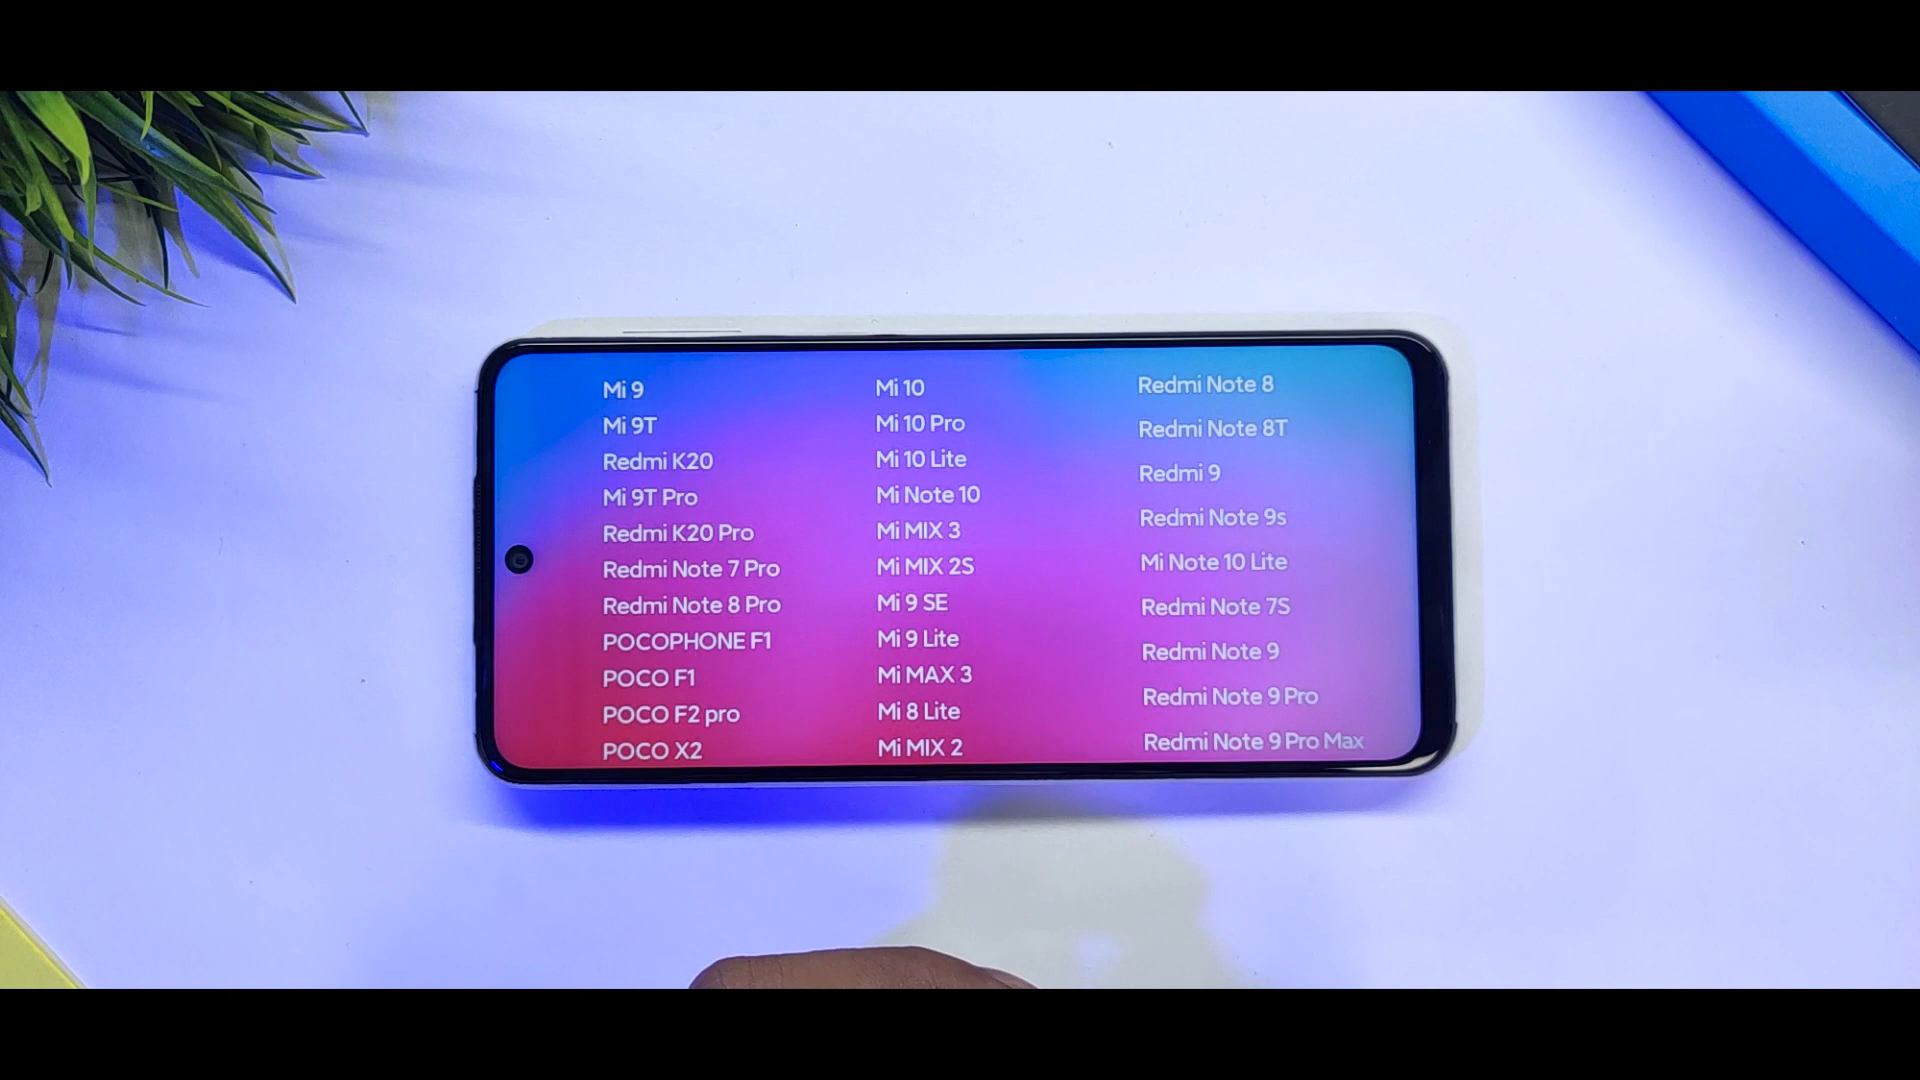 Mi 9
Mi 9T
Redmi K20
Mi 9T Pro
Redmi K20 Pro
Redmi Note 7 Pro
Redmi Note 8 Pro
POCOPHONE F1
POCO F1
POCO F2 pro
POCO X2
Mi 10
Mi 10 Pro
Mi 10 Lite
Mi Note 10
Mi MIX 3
Mi MIX 2S
Mi 9 SE
Mi 9 Lite
Mi MAX 3
Mi 8 Lite
Mi MIX 2
Redmi Note 8
Redmi Note 8T
Redmi 9
Redmi Note 9s
Mi Note 10 Lite
Redmi Note 7S
Redmi Note 9
Redmi Note 9 Pro
Redmi Note 9 Pro Max